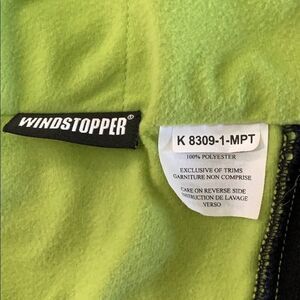 WINDSTOPPER®
K 8309-1-MPT
100% POLYESTER
EXCLUSIVE OF TRIMS
GARNITURE NON COMPRISE
CARE ON REVERSE SIDE
INSTRUCTION DE LAVAGE
VERSO